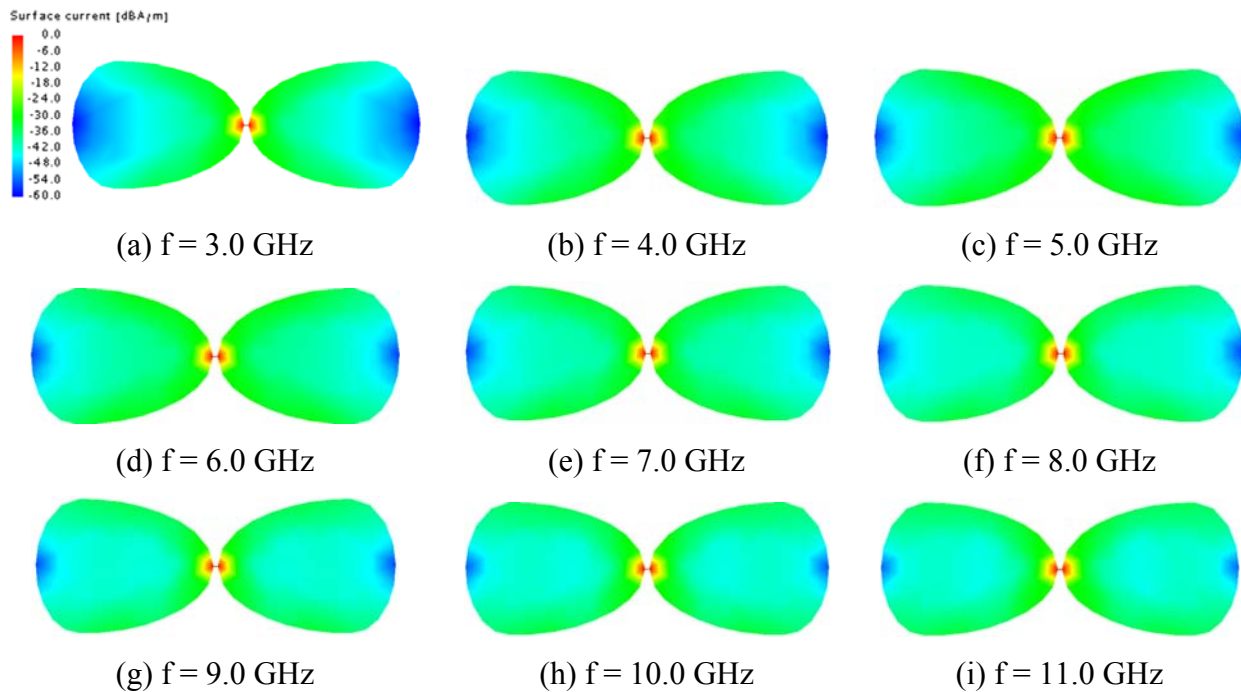 Surface current [dBA/m]
0.0
-6.0
-12.0
-18.0
-24.0
-30.0
-36.0
-42.0
-48.0
-54.0
-60.0
(a) f = 3.0 GHz
(b) f = 4.0 GHz
(c) f = 5.0 GHz
(d) f = 6.0 GHz
(e) f = 7.0 GHz
(f) f = 8.0 GHz
(g) f = 9.0 GHz
(h) f = 10.0 GHz
(i) f = 11.0 GHz